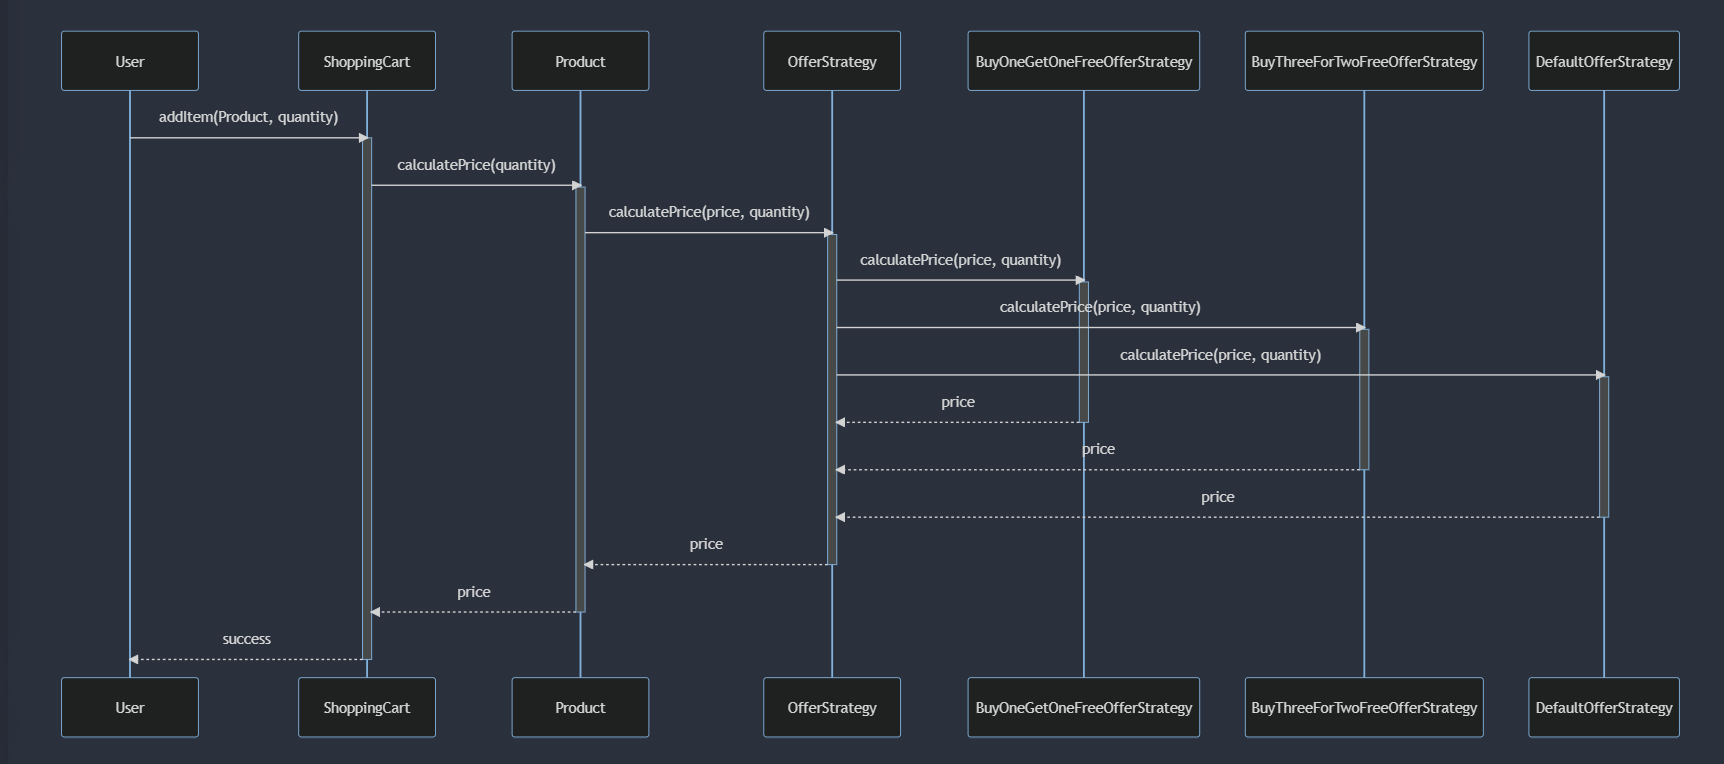 User
ShoppingCart
Product
OfferStrategy
BuyOneGetOneFreeOfferStrategy
BuyThreeForTwoFreeOfferStrategy
DefaultOfferStrategy
addItem(Product, quantity)
calculatePrice(quantity)
calculatePrice(price, quantity)
calculatePrice(price, quantity)
calculatePrice(price, quantity)
calculatePrice(price, quantity)
price
price
price
price
price
success
User
ShoppingCart
Product
OfferStrategy
BuyOneGetOneFreeOfferStrategy
BuyThreeForTwoFreeOfferStrategy
DefaultOfferStrategy